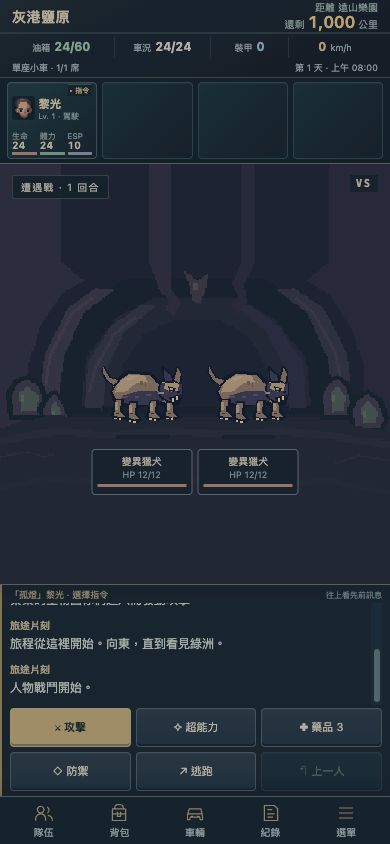 灰港鹽原
距離 遠山樂園
還剩 1,000 公里
油箱 24/60
車況 24/24
裝甲 0
0 km/h
單座小車 · 1/1 席
第 1 天 · 上午 08:00
▸ 指令
黎光
Lv. 1 · 駕駛
生命 體力 ESP
24 24 10
遭遇戰 · 1 回合
VS
變異獵犬
HP 12/12
變異獵犬
HP 12/12
「孤燈」黎光 · 選擇指令
往上看先前訊息
旅途片刻
旅程從這裡開始。向東，直到看見綠洲。
旅途片刻
人物戰鬥開始。
攻擊
超能力
藥品 3
防禦
逃跑
上一人
隊伍
背包
車輛
紀錄
選單